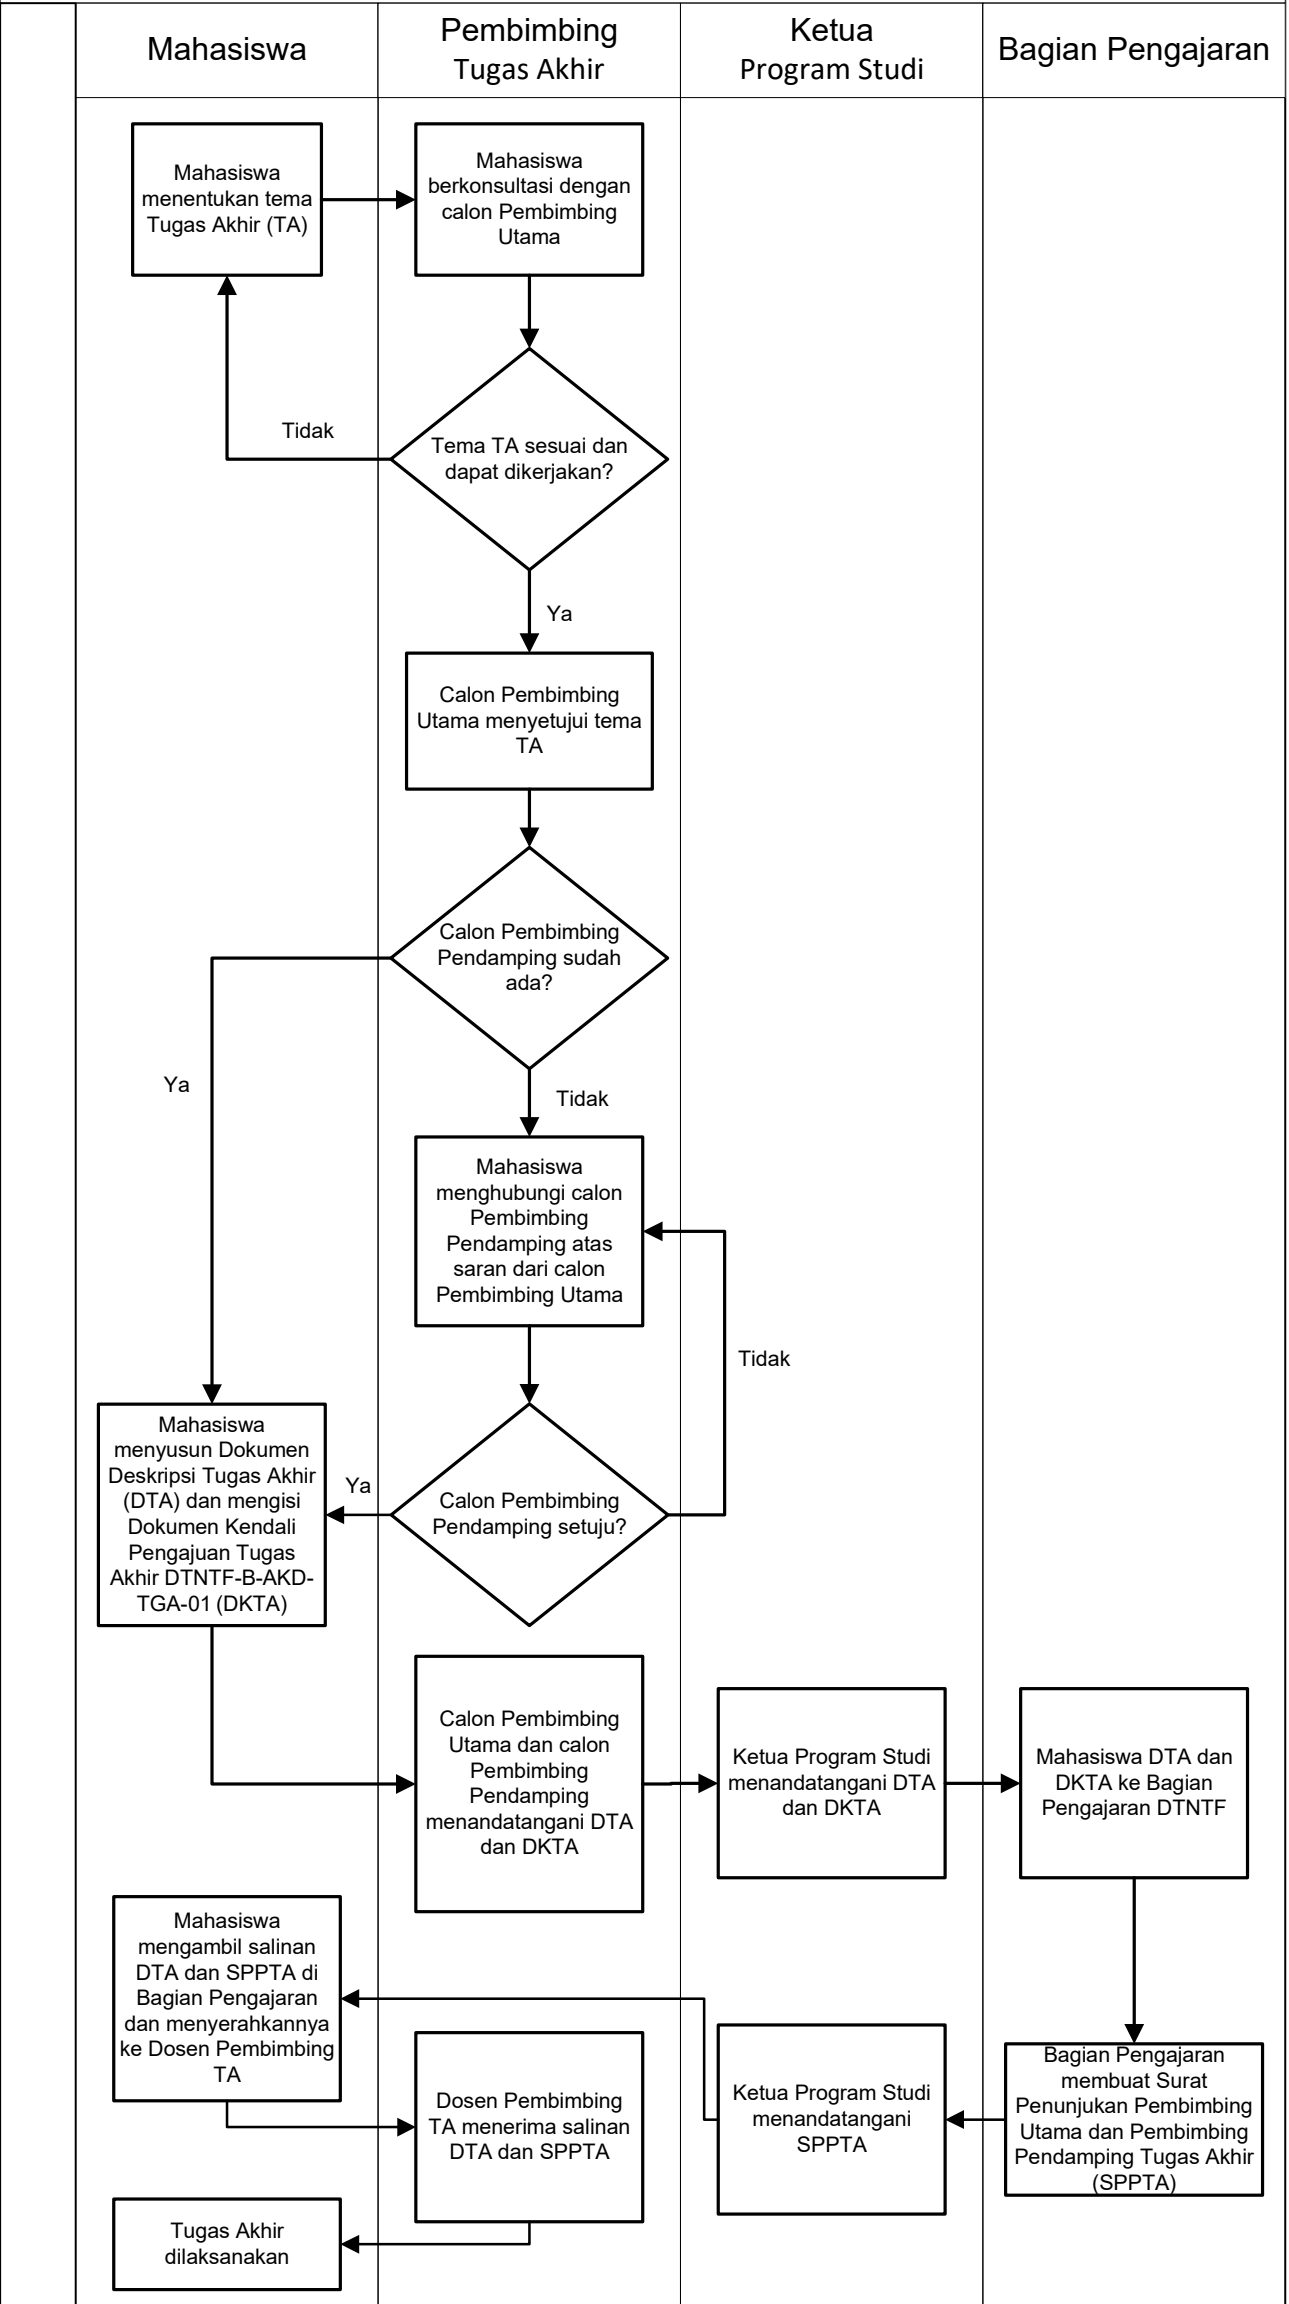 Mahasiswa
Pembimbing
Tugas Akhir
Ketua
Program Studi
Bagian Pengajaran
Mahasiswa
menentukan tema
Tugas Akhir (TA)
Mahasiswa
berkonsultasi dengan
calon Pembimbing
Utama
Tidak
Tema TA sesuai dan
dapat dikerjakan?
Ya
Calon Pembimbing
Utama menyetujui tema
TA
Calon Pembimbing
Pendamping sudah
ada?
Ya
Tidak
Mahasiswa
menghubungi calon
Pembimbing
Pendamping atas
saran dari calon
Pembimbing Utama
Tidak
Mahasiswa
menyusun Dokumen
Deskripsi Tugas Akhir
(DTA) dan mengisi
Dokumen Kendali
Pengajuan Tugas
Akhir DTNTF-B-AKD-
TGA-01 (DKTA)
Ya
Calon Pembimbing
Pendamping setuju?
Calon Pembimbing
Utama dan calon
Pembimbing
Pendamping
menandatangani DTA
dan DKTA
Ketua Program Studi
menandatangani DTA
dan DKTA
Mahasiswa DTA dan
DKTA ke Bagian
Pengajaran DTNTF
Mahasiswa
mengambil salinan
DTA dan SPPTA di
Bagian Pengajaran
dan menyerahkannya
ke Dosen Pembimbing
TA
Dosen Pembimbing
TA menerima salinan
DTA dan SPPTA
Ketua Program Studi
menandatangani
SPPTA
Bagian Pengajaran
membuat Surat
Penunjukan Pembimbing
Utama dan Pembimbing
Pendamping Tugas Akhir
(SPPTA)
Tugas Akhir
dilaksanakan